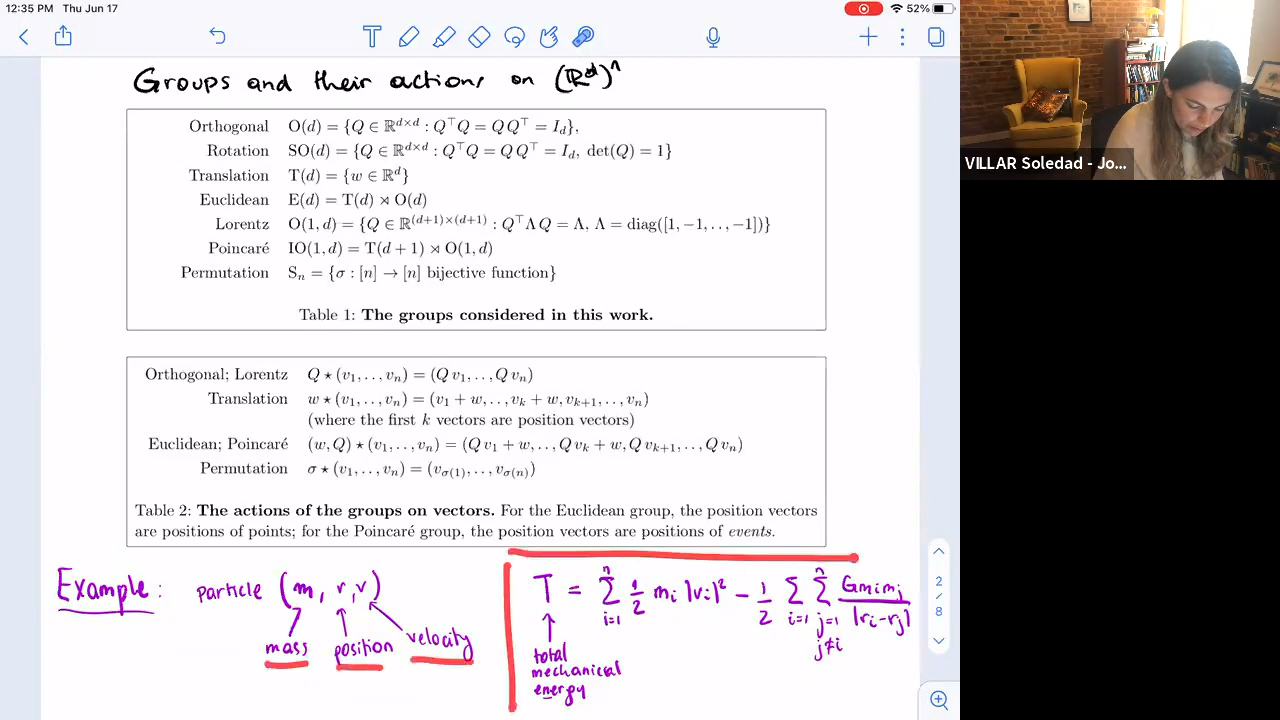 12:35 PM Thu Jun 17
52%
Groups and their actions on (ℝᵈ)ⁿ
Orthogonal O(d) = {Q ∈ ℝ^{d×d} : Q^⊤Q = Q Q^⊤ = I_d},
Rotation SO(d) = {Q ∈ ℝ^{d×d} : Q^⊤Q = Q Q^⊤ = I_d, det(Q) = 1}
Translation T(d) = {w ∈ ℝ^d}
Euclidean E(d) = T(d) ⋊ O(d)
Lorentz O(1, d) = {Q ∈ ℝ^{(d+1)×(d+1)} : Q^⊤Λ Q = Λ, Λ = diag([1, −1, . . , −1])}
Poincaré IO(1, d) = T(d + 1) ⋊ O(1, d)
Permutation S_n = {σ : [n] → [n] bijective function}
Table 1: The groups considered in this work.
Orthogonal; Lorentz Q ⋆ (v_1, . . , v_n) = (Q v_1, . . , Q v_n)
Translation w ⋆ (v_1, . . , v_n) = (v_1 + w, . . , v_k + w, v_{k+1}, . . , v_n)
(where the first k vectors are position vectors)
Euclidean; Poincaré (w, Q) ⋆ (v_1, . . , v_n) = (Q v_1 + w, . . , Q v_k + w, Q v_{k+1}, . . , Q v_n)
Permutation σ ⋆ (v_1, . . , v_n) = (v_{σ(1)}, . . , v_{σ(n)})
Table 2: The actions of the groups on vectors. For the Euclidean group, the position vectors
are positions of points; for the Poincaré group, the position vectors are positions of events.
Example: particle (m, r, v)
mass position velocity
T = ∑_{i=1}^{n} 1/2 m_i |v_i|² − 1/2 ∑_{i=1} ∑_{j=1 j≠i}^{n} G m_i m_j / |r_i − r_j|
total
mechanical
energy
2
/
8
VILLAR Soledad - Jo...